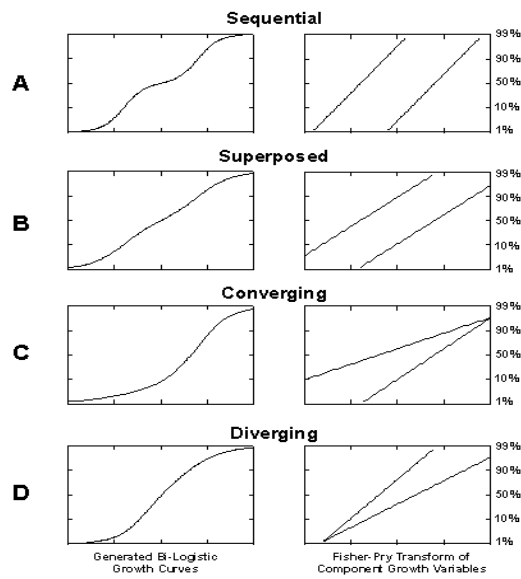 Sequential
A
99%
90%
50%
10%
1%
Superposed
B
99%
90%
50%
10%
1%
Converging
C
99%
90%
50%
10%
1%
Diverging
D
99%
90%
50%
10%
1%
Generated Bi-Logistic
Growth Curves
Fisher-Pry Transform of
Component Growth Variables